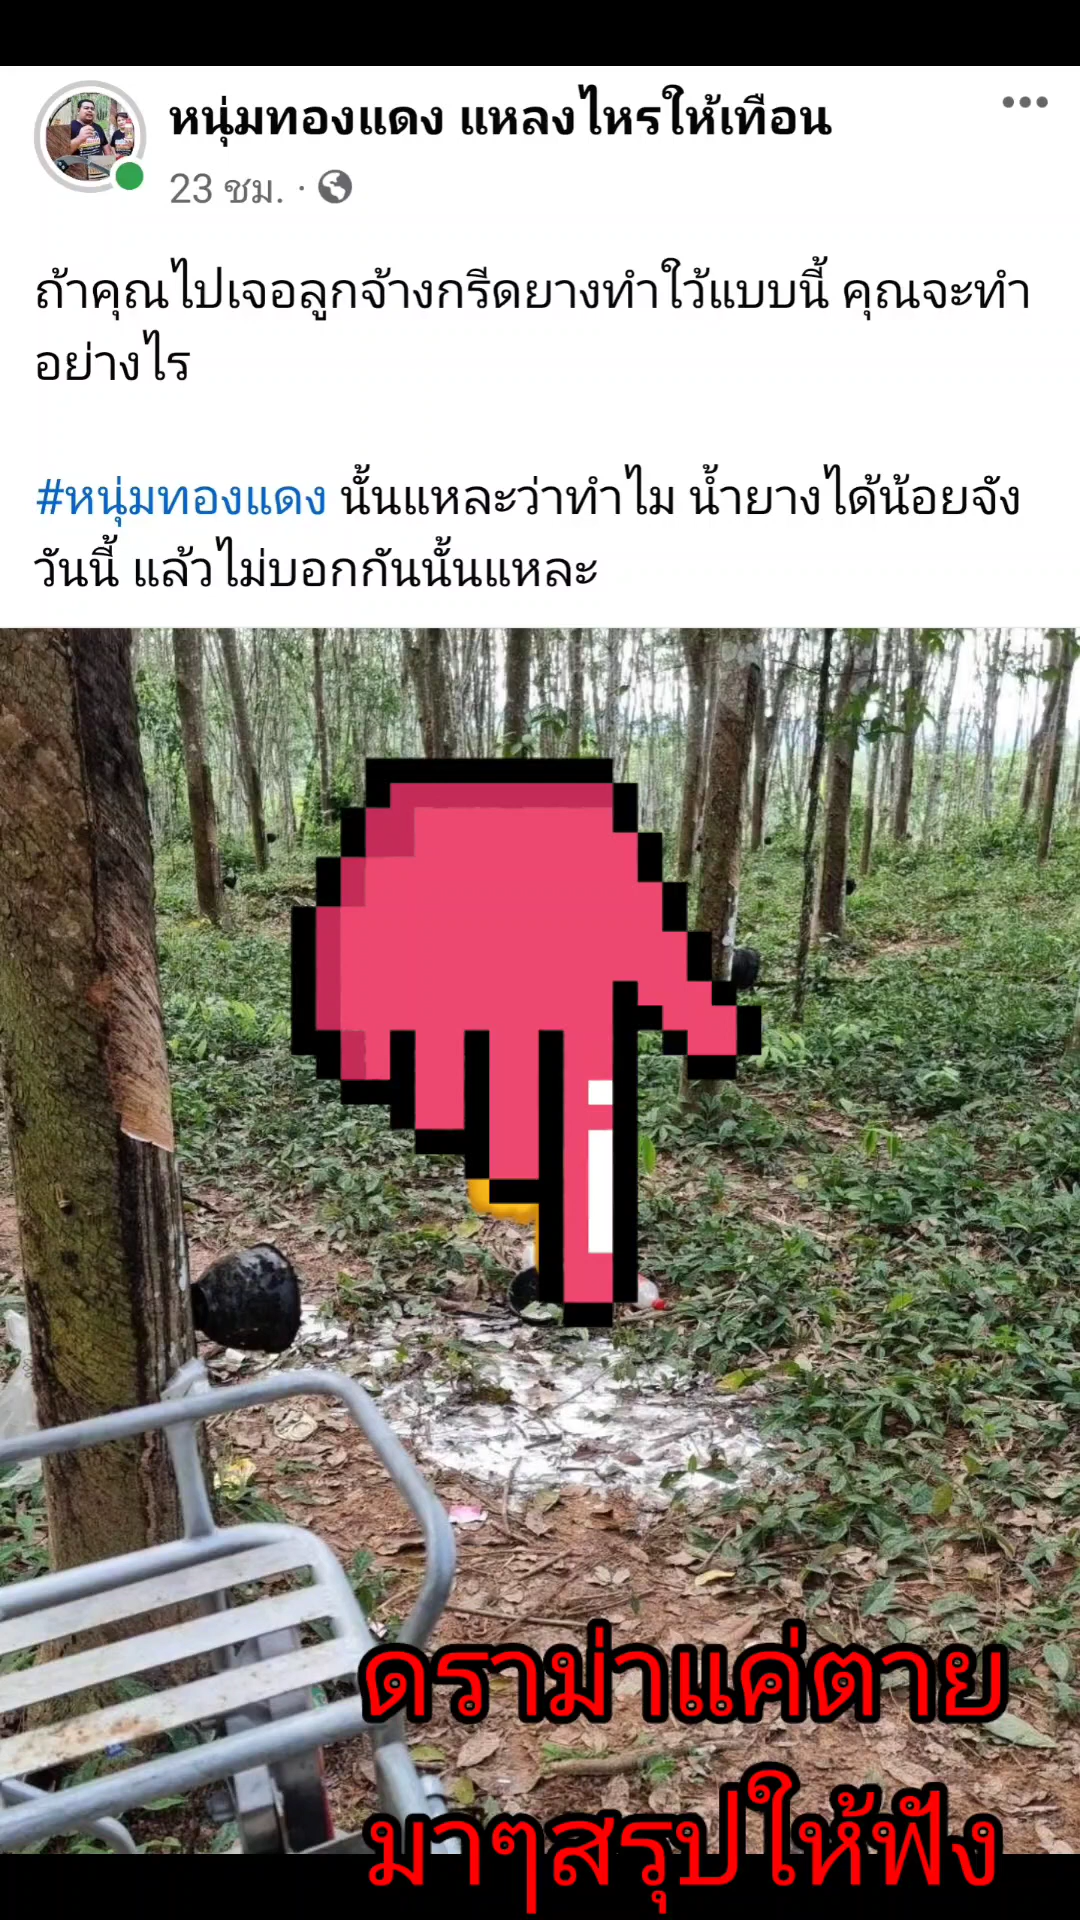 หนุ่มทองแดง แหลงไหรให้เทือน
23 ชม. ·
ถ้าคุณไปเจอลูกจ้างกรีดยางทำใว้แบบนี้ คุณจะทำ
อย่างไร
#หนุ่มทองแดง นั้นแหละว่าทำไม น้ำยางได้น้อยจัง
วันนี้ แล้วไม่บอกกันนั้นแหละ
ดราม่าแค่ตาย
มาๆสรุปให้ฟัง